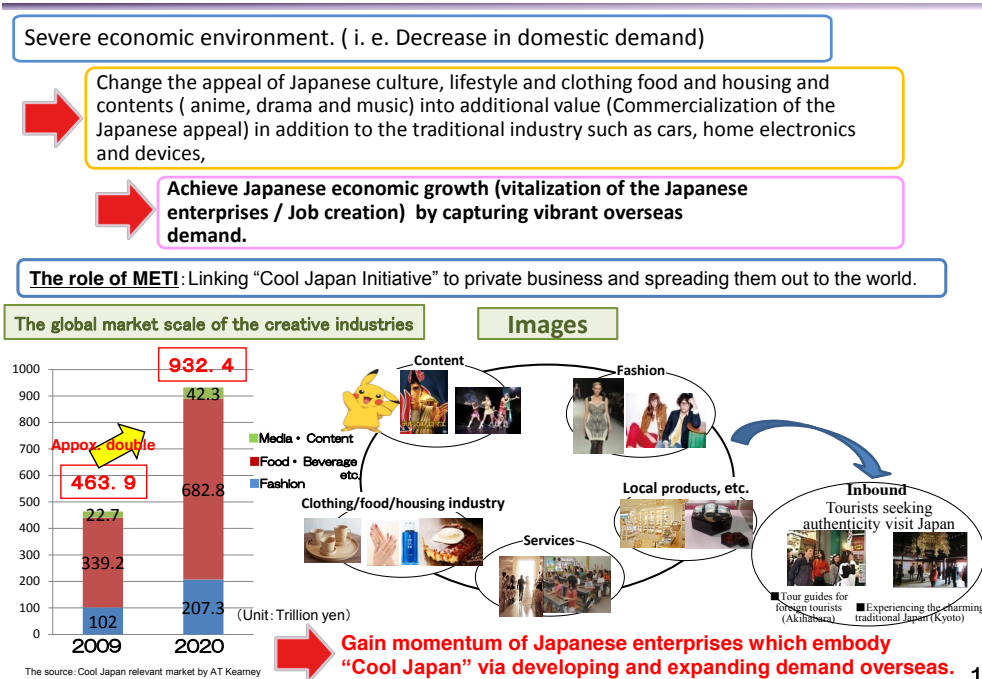 Severe economic environment. ( i. e. Decrease in domestic demand)
Change the appeal of Japanese culture, lifestyle and clothing food and housing and
contents ( anime, drama and music) into additional value (Commercialization of the
Japanese appeal) in addition to the traditional industry such as cars, home electronics
and devices,
Achieve Japanese economic growth (vitalization of the Japanese
enterprises / Job creation) by capturing vibrant overseas
demand.
The role of METI：Linking “Cool Japan Initiative” to private business and spreading them out to the world.
The global market scale of the creative industries
Images
1000
900
800
700
600
500
400
300
200
100
0
932. 4
Appox. double
463. 9
42.3
682.8
207.3
22.7
339.2
102
2009
2020
Media・ Content
Food・ Beverage
etc.
Fashion
（Unit：Trillion yen）
The source：Cool Japan relevant market by AT Kearney
Content
Fashion
Clothing/food/housing industry
Local products, etc.
Services
Inbound
Tourists seeking
authenticity visit Japan
■Tour guides for
foreign tourists
(Akihabara)
■Experiencing the charming
traditional Japan (Kyoto)
Gain momentum of Japanese enterprises which embody
“Cool Japan” via developing and expanding demand overseas.
1